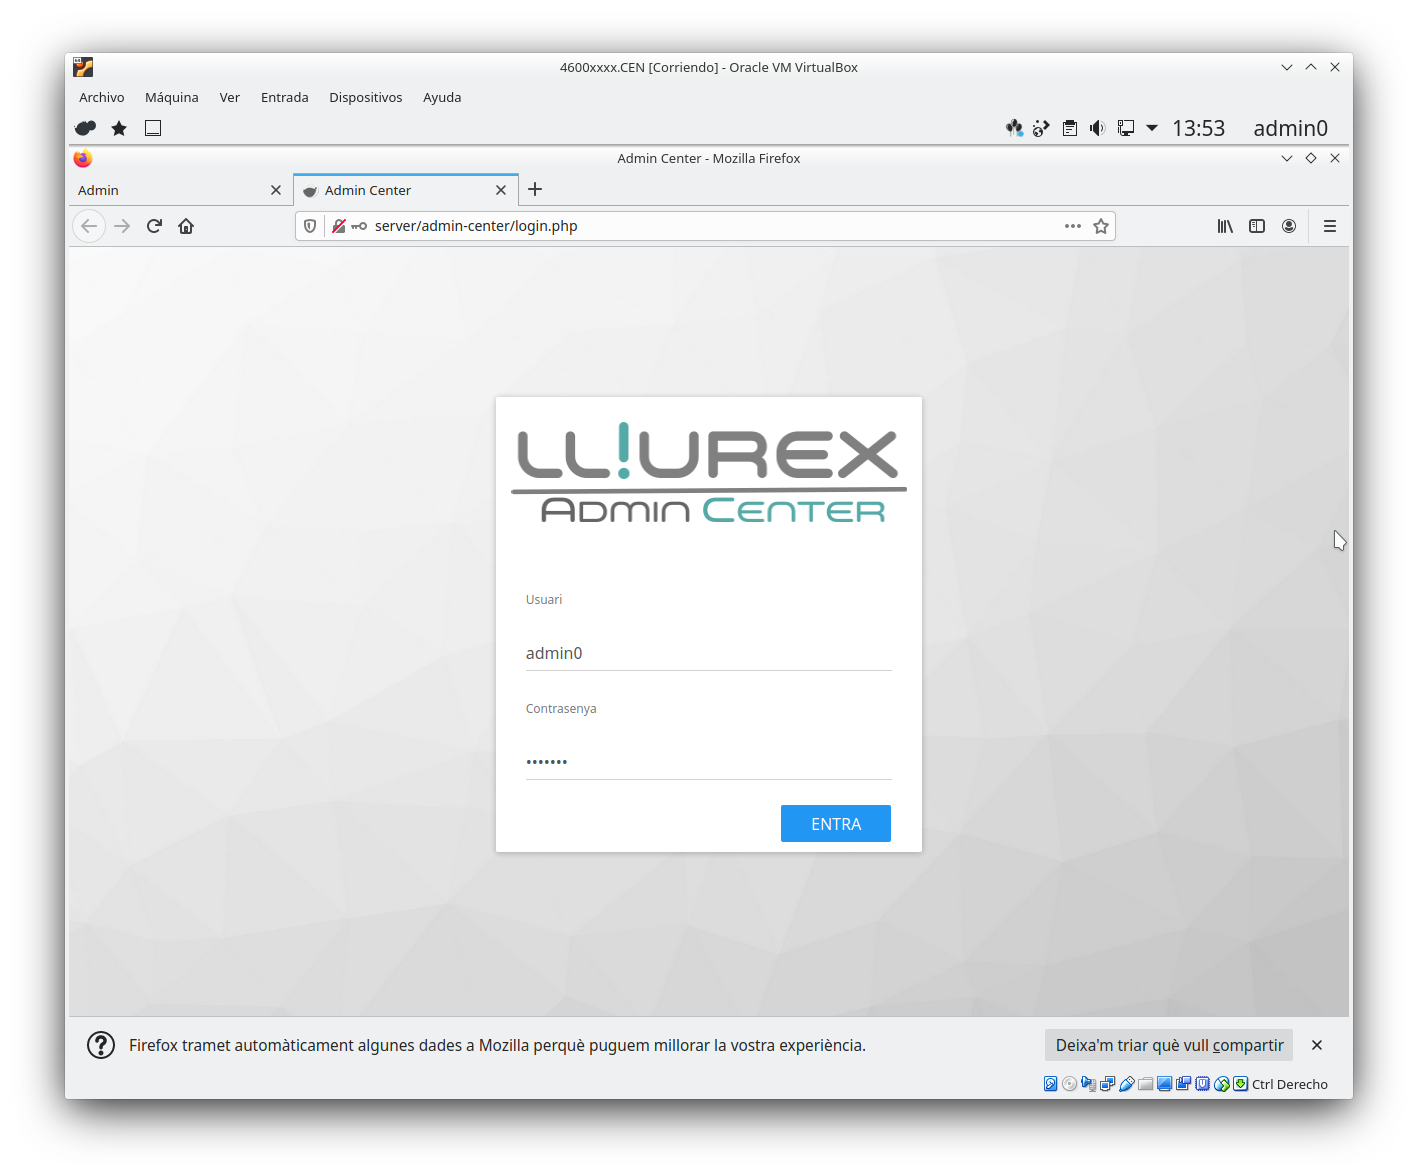 4600xxxx.CEN [Corriendo] - Oracle VM VirtualBox
Archivo Máquina Ver Entrada Dispositivos Ayuda
13:53 admin0
Admin Center - Mozilla Firefox
Admin Admin Center
server/admin-center/login.php
LL!UREX
Admin Center
Usuari
admin0
Contrasenya
•••••••
ENTRA
Firefox tramet automàticament algunes dades a Mozilla perquè puguem millorar la vostra experiència. Deixa'm triar què vull compartir
Ctrl Derecho